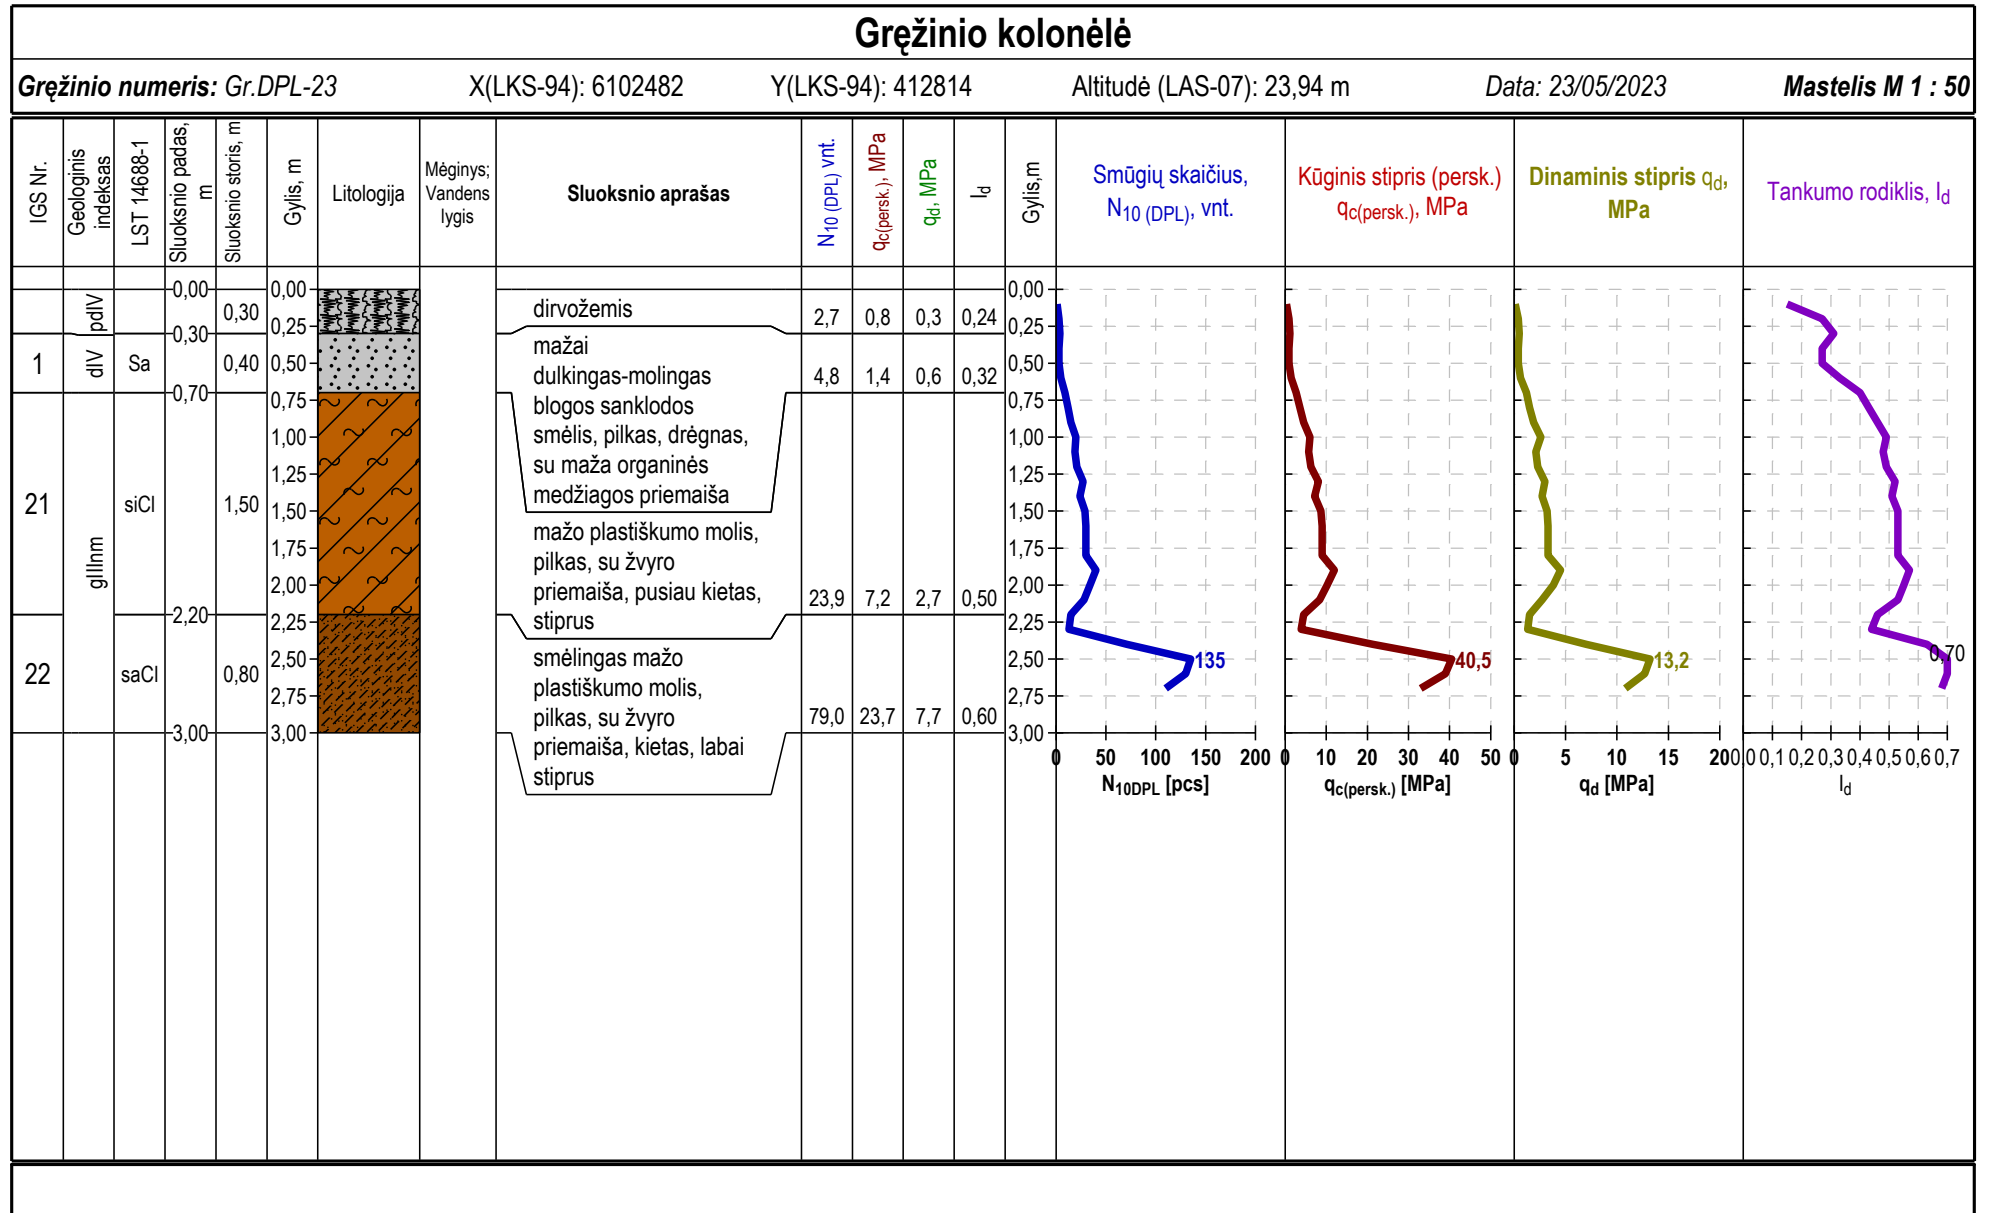 Gręžinio kolonėlė
Gręžinio numeris: Gr.DPL-23 X(LKS-94): 6102482 Y(LKS-94): 412814 Altitudė (LAS-07): 23,94 m Data: 23/05/2023 Mastelis M 1 : 50
IGS Nr.
Geologinis
indeksas
LST 14688-1
Sluoksnio padas,
m
Sluoksnio storis, m
Gylis, m
Litologija
Mėginys;
Vandens
lygis
Sluoksnio aprašas
N10 (DPL) vnt.
qc(persk.), MPa
qd, MPa
Id
Gylis,m
Smūgių skaičius,
N10 (DPL), vnt.
Kūginis stipris (persk.)
qc(persk.), MPa
Dinaminis stipris qd,
MPa
Tankumo rodiklis, Id
pdIV
0,00
0,30
0,30
dirvožemis
2,7 0,8 0,3 0,24
1
dIV
Sa
0,40
0,70
mažai
dulkingas-molingas
blogos sanklodos
smėlis, pilkas, drėgnas,
su maža organinės
medžiagos priemaiša
4,8 1,4 0,6 0,32
21
gIIInm
siCl
1,50
2,20
mažo plastiškumo molis,
pilkas, su žvyro
priemaiša, pusiau kietas,
stiprus
23,9 7,2 2,7 0,50
22
saCl
0,80
3,00
smėlingas mažo
plastiškumo molis,
pilkas, su žvyro
priemaiša, kietas, labai
stiprus
79,0 23,7 7,7 0,60
0,00
0,25
0,50
0,75
1,00
1,25
1,50
1,75
2,00
2,25
2,50
2,75
3,00
0,00
0,25
0,50
0,75
1,00
1,25
1,50
1,75
2,00
2,25
2,50
2,75
3,00
135
40,5
13,2
0,70
0 50 100 150 200
N10DPL [pcs]
0 10 20 30 40 50
qc(persk.) [MPa]
0 5 10 15 20
qd [MPa]
0,0 0,1 0,2 0,3 0,4 0,5 0,6 0,7
Id